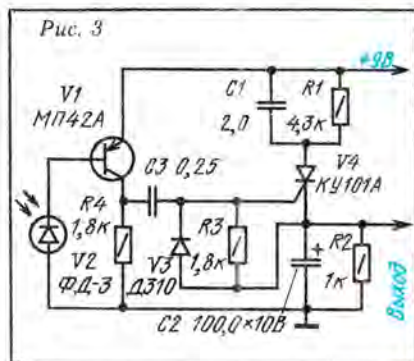 Рис. 3
+9В
V1
МП42А
C1
2,0
R1
4,3к
C3 0,25
V4
КУ101А
R4
1,8к
V2
ФД-3
V3
Д310
R3
1,8к
R2
1к
C2 100,0×10В
Выход